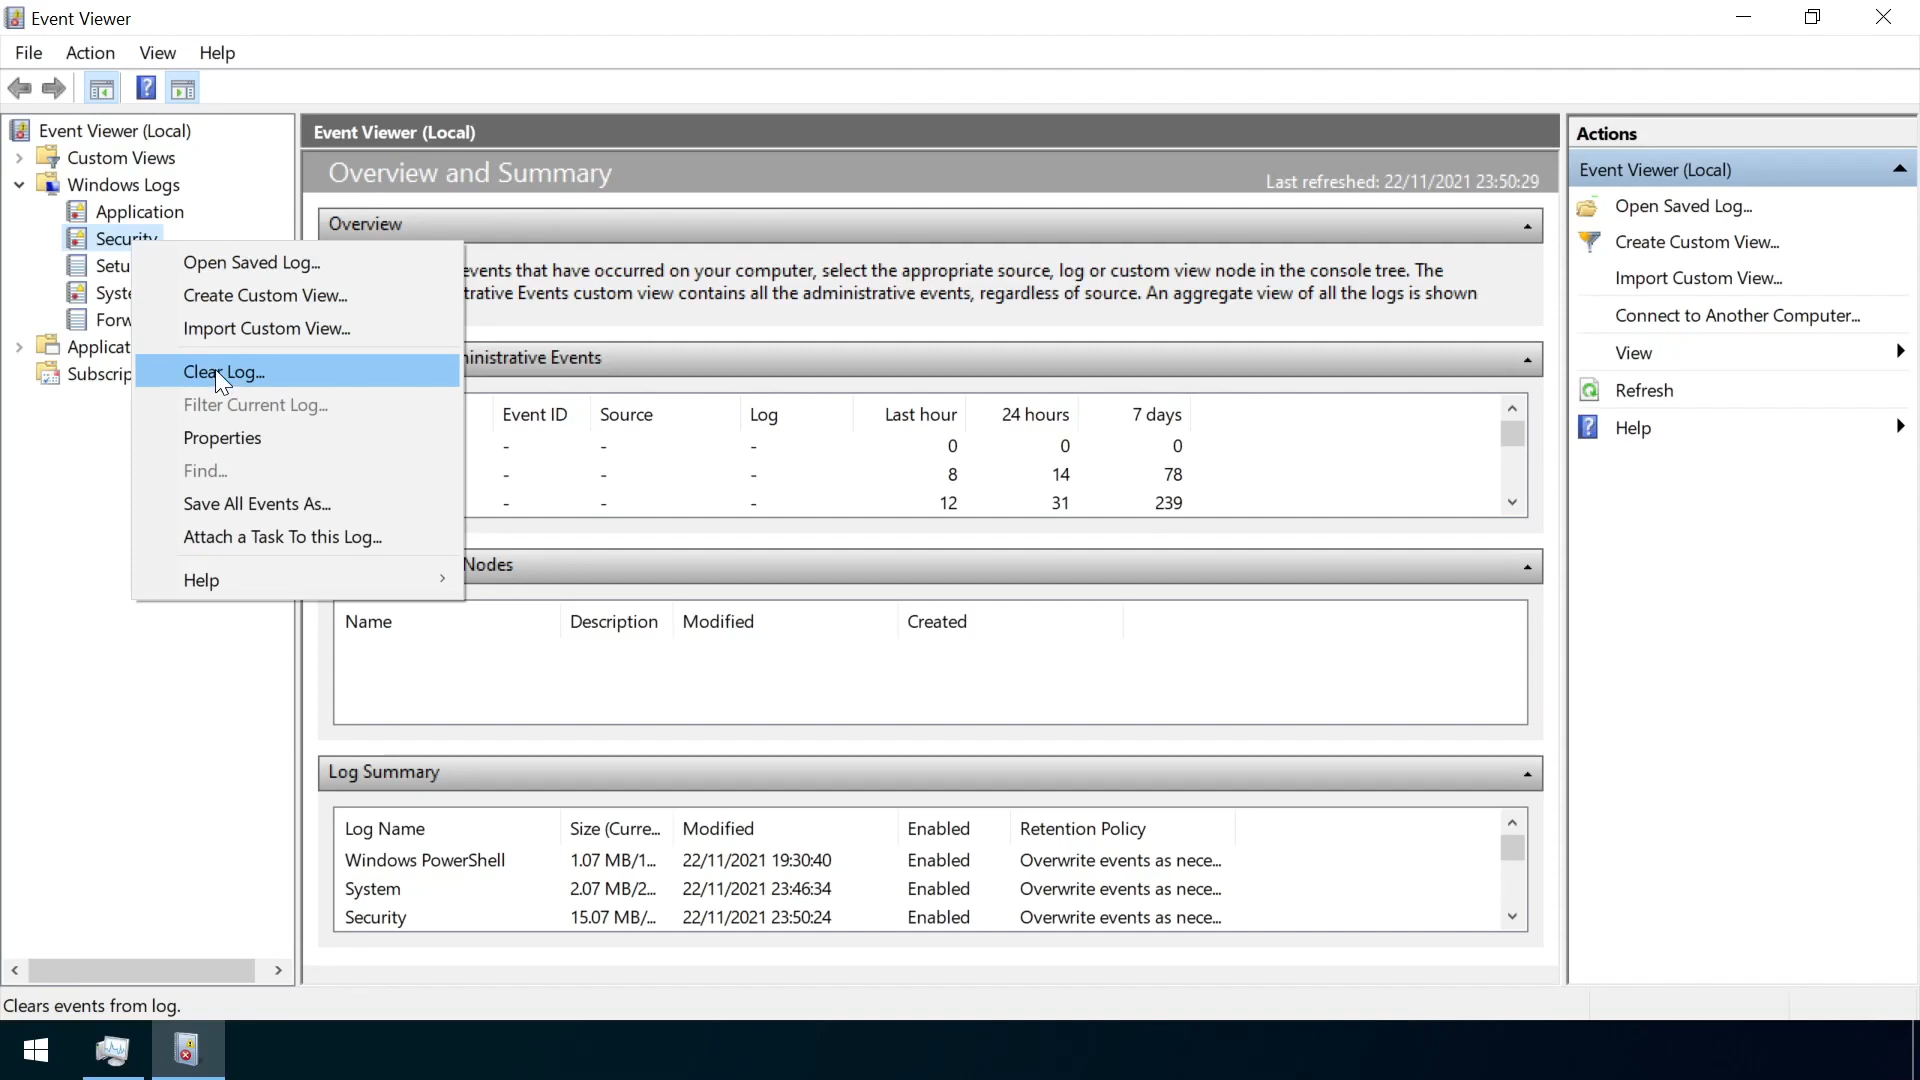 Event Viewer
File Action View Help
Event Viewer (Local)
Custom Views
Windows Logs
Application
Security
Setu
Syste
Forw
Applicat
Subscrip
Open Saved Log...
Create Custom View...
Import Custom View...
Clear Log...
Filter Current Log...
Properties
Find...
Save All Events As...
Attach a Task To this Log...
Help
Event Viewer (Local)
Overview and Summary
Last refreshed: 22/11/2021 23:50:29
Overview
events that have occurred on your computer, select the appropriate source, log or custom view node in the console tree. The
trative Events custom view contains all the administrative events, regardless of source. An aggregate view of all the logs is shown
ministrative Events
Event ID Source Log Last hour 24 hours 7 days
- - - 0 0 0
- - - 8 14 78
- - - 12 31 239
Nodes
Name Description Modified Created
Log Summary
Log Name Size (Curre... Modified Enabled Retention Policy
Windows PowerShell 1.07 MB/1... 22/11/2021 19:30:40 Enabled Overwrite events as nece...
System 2.07 MB/2... 22/11/2021 23:46:34 Enabled Overwrite events as nece...
Security 15.07 MB/... 22/11/2021 23:50:24 Enabled Overwrite events as nece...
Actions
Event Viewer (Local)
Open Saved Log...
Create Custom View...
Import Custom View...
Connect to Another Computer...
View
Refresh
Help
Clears events from log.